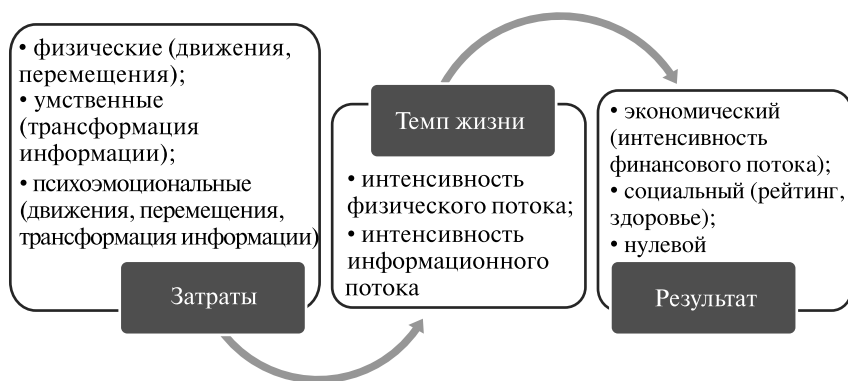 • физические (движения,
перемещения);
• умственные
(трансформация
информации);
• психоэмоциональные
(движения, перемещения,
трансформация информации)
Затраты
Темп жизни
• интенсивность
физического потока;
• интенсивность
информационного
потока
• экономический
(интенсивность
финансового потока);
• социальный (рейтинг,
здоровье);
• нулевой
Результат